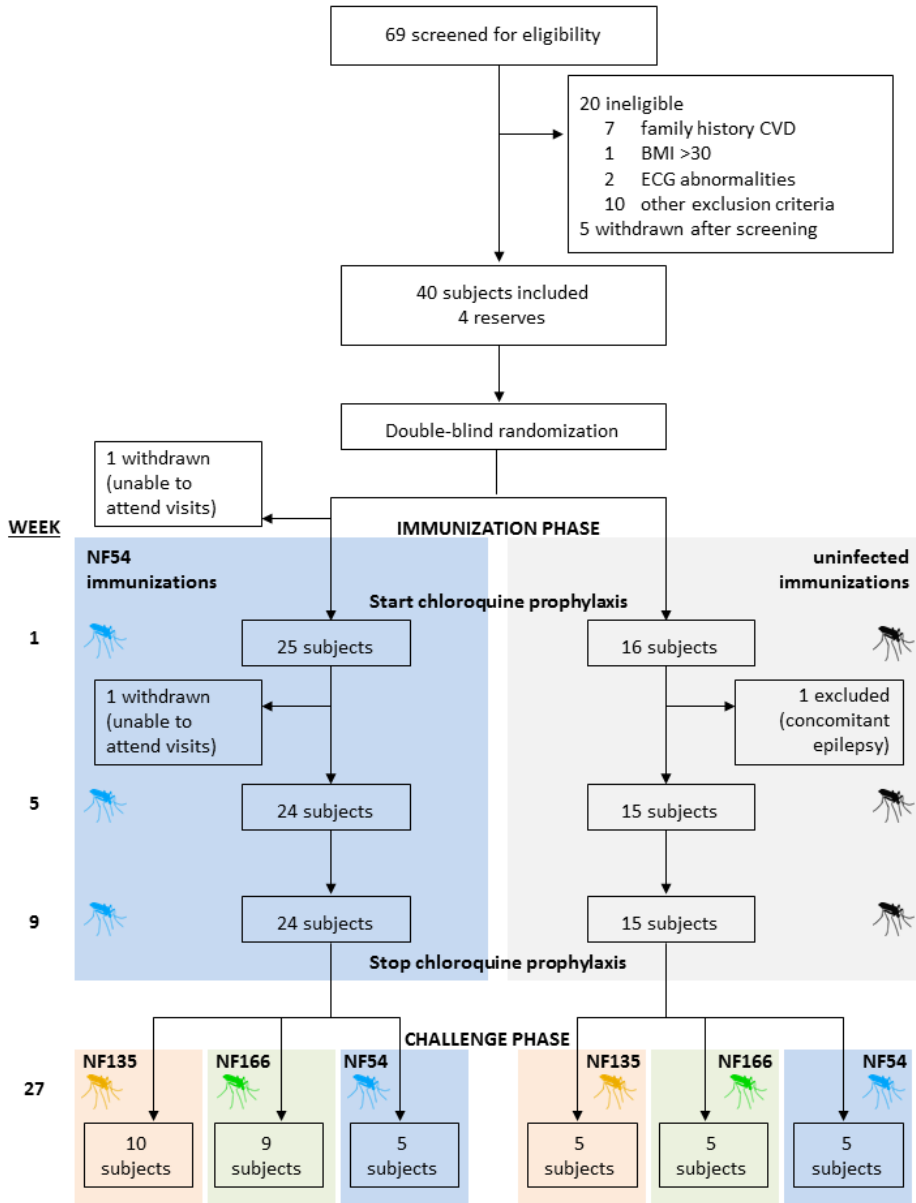 69 screened for eligibility
20 ineligible
7 family history CVD
1 BMI >30
2 ECG abnormalities
10 other exclusion criteria
5 withdrawn after screening
40 subjects included
4 reserves
Double-blind randomization
1 withdrawn
(unable to
attend visits)
WEEK
IMMUNIZATION PHASE
NF54
immunizations
uninfected
immunizations
Start chloroquine prophylaxis
1
25 subjects
16 subjects
1 withdrawn
(unable to
attend visits)
1 excluded
(concomitant
epilepsy)
5
24 subjects
15 subjects
9
24 subjects
15 subjects
Stop chloroquine prophylaxis
CHALLENGE PHASE
NF135
NF166
NF54
NF135
NF166
NF54
27
10
subjects
9
subjects
5
subjects
5
subjects
5
subjects
5
subjects